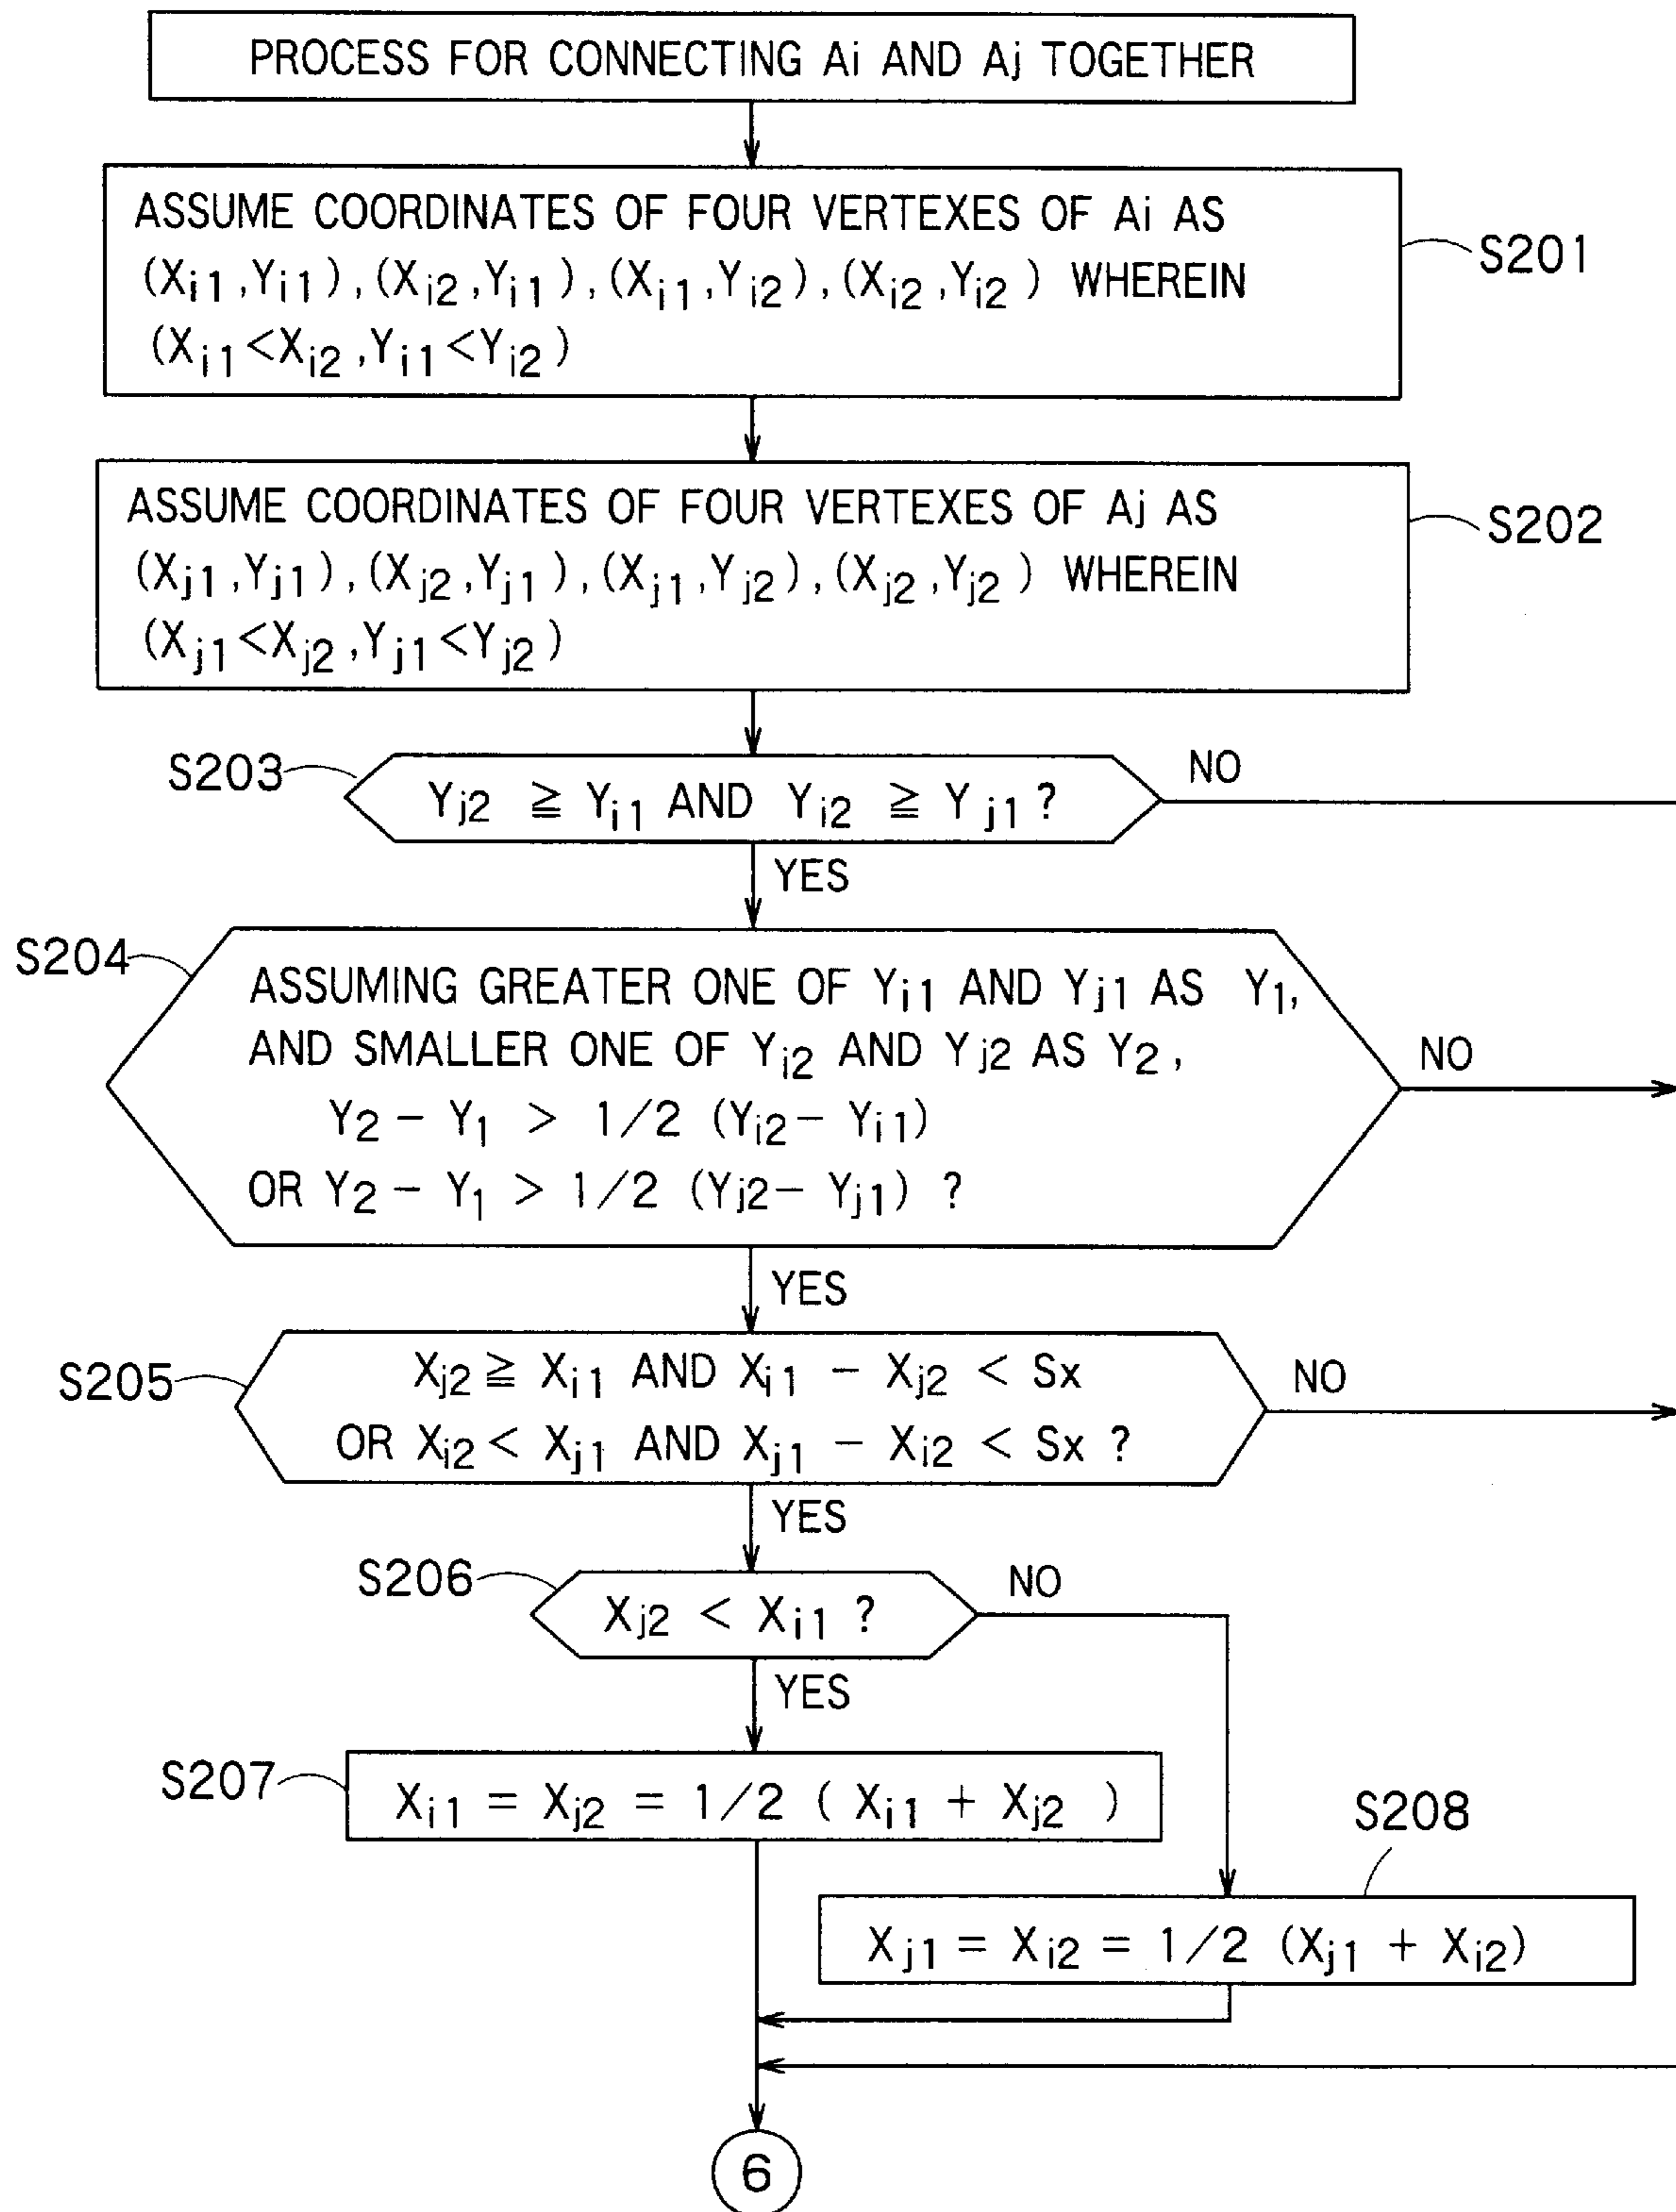 PROCESS FOR CONNECTING Ai AND Aj TOGETHER
ASSUME COORDINATES OF FOUR VERTEXES OF Ai AS
(Xi1,Yi1),(Xi2,Yi1),(Xi1,Yi2),(Xi2,Yi2) WHEREIN
(Xi1<Xi2,Yi1<Yi2)
S201
ASSUME COORDINATES OF FOUR VERTEXES OF Aj AS
(Xj1,Yj1),(Xj2,Yj1),(Xj1,Yj2),(Xj2,Yj2) WHEREIN
(Xj1<Xj2,Yj1<Yj2)
S202
S203
Yj2 ≧ Yi1 AND Yi2 ≧ Yj1?
NO
YES
S204
ASSUMING GREATER ONE OF Yi1 AND Yj1 AS Y1,
AND SMALLER ONE OF Yi2 AND Yj2 AS Y2,
Y2 − Y1 > 1/2 (Yi2− Yi1)
OR Y2 − Y1 > 1/2 (Yj2− Yj1) ?
NO
YES
S205
Xj2 ≧ Xi1 AND Xi1 − Xj2 < Sx
OR Xi2 < Xj1 AND Xj1 − Xi2 < Sx ?
NO
YES
S206
Xj2 < Xi1 ?
NO
YES
S207
Xi1 = Xj2 = 1/2 ( Xi1 + Xj2 )
S208
Xj1 = Xi2 = 1/2 (Xj1 + Xi2)
6